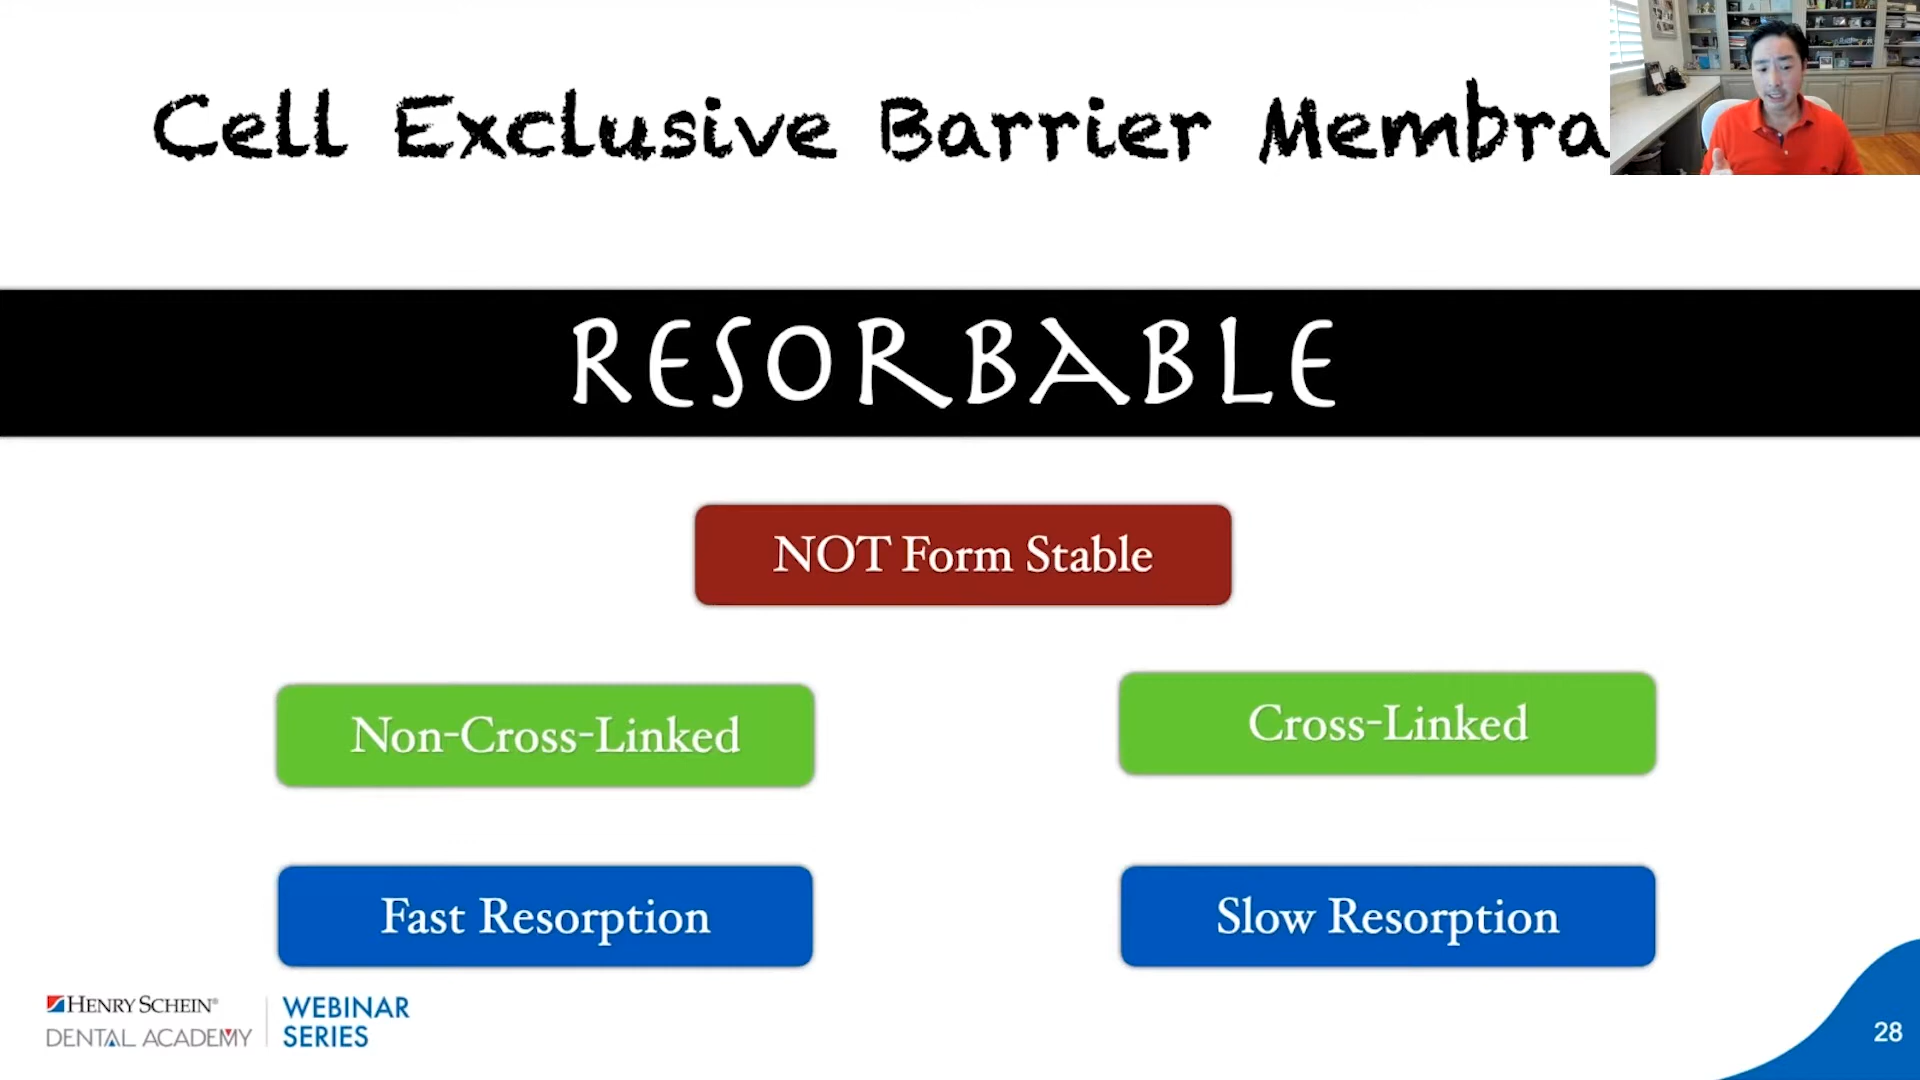 Cell Exclusive Barrier Membra
RESORBABLE
NOT Form Stable
Non-Cross-Linked
Cross-Linked
Fast Resorption
Slow Resorption
HENRY SCHEIN®
DENTAL ACADEMY
WEBINAR
SERIES
28